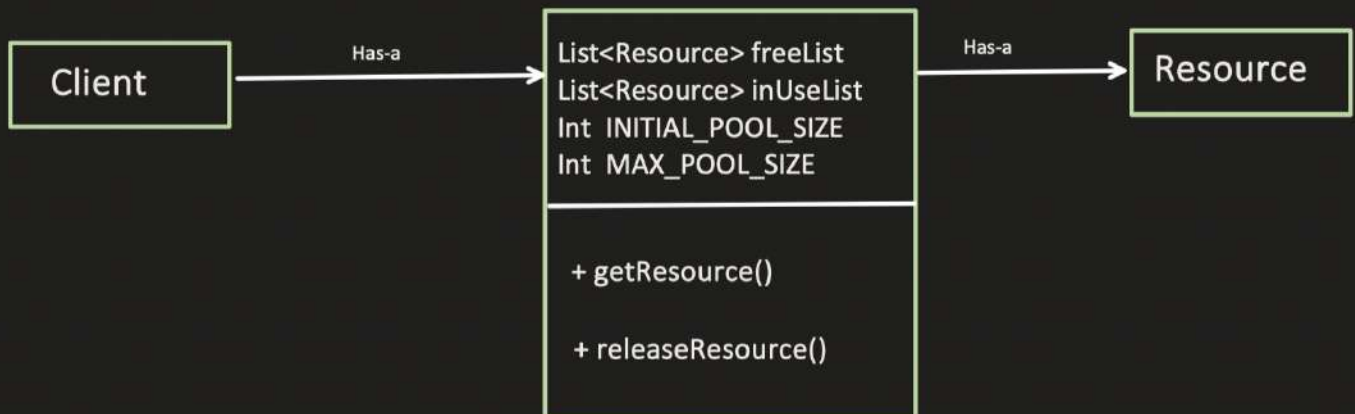 Client
Has-a
List<Resource> freeList
List<Resource> inUseList
Int INITIAL_POOL_SIZE
Int MAX_POOL_SIZE
+ getResource()
+ releaseResource()
Has-a
Resource